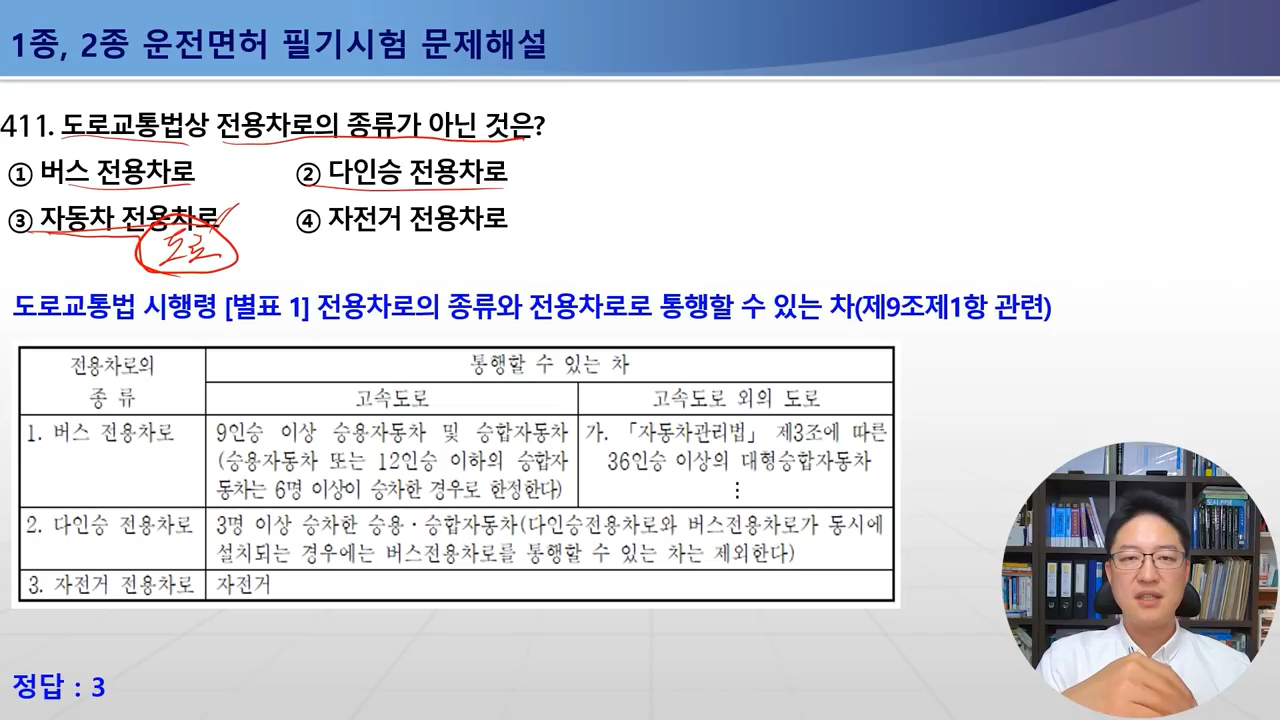 1종, 2종 운전면허 필기시험 문제해설
411. 도로교통법상 전용차로의 종류가 아닌 것은?
① 버스 전용차로 ② 다인승 전용차로
③ 자동차 전용차로 ④ 자전거 전용차로
도로
도로교통법 시행령 [별표 1] 전용차로의 종류와 전용차로로 통행할 수 있는 차(제9조제1항 관련)
전용차로의
종 류
통행할 수 있는 차
고속도로
고속도로 외의 도로
1. 버스 전용차로
9인승 이상 승용자동차 및 승합자동차
(승용자동차 또는 12인승 이하의 승합자
동차는 6명 이상이 승차한 경우로 한정한다)
가. 「자동차관리법」 제3조에 따른
36인승 이상의 대형승합자동차
⋮
2. 다인승 전용차로
3명 이상 승차한 승용·승합자동차(다인승전용차로와 버스전용차로가 동시에
설치되는 경우에는 버스전용차로를 통행할 수 있는 차는 제외한다)
3. 자전거 전용차로
자전거
정답 : 3